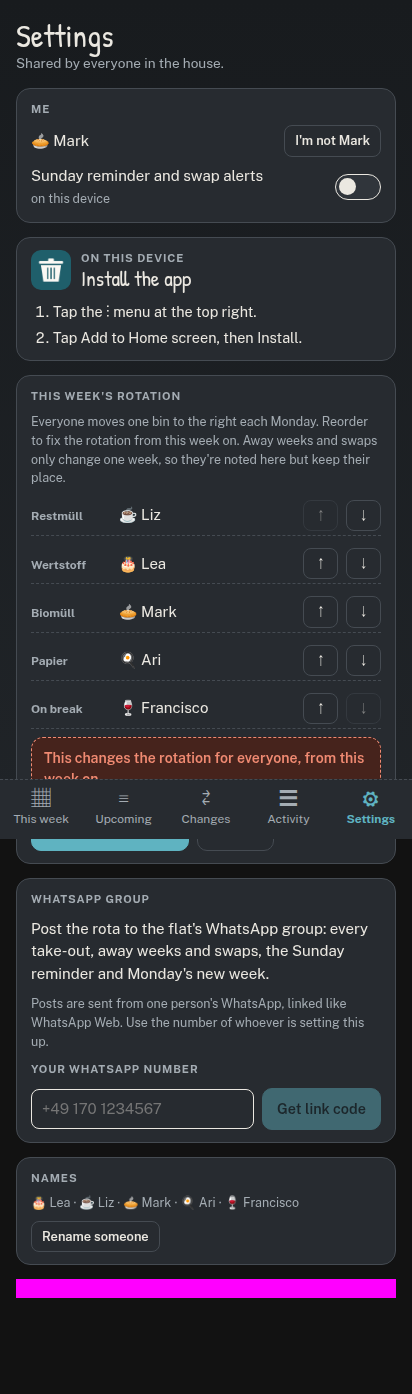 Settings
Shared by everyone in the house.
ME
Mark
I'm not Mark
Sunday reminder and swap alerts
on this device
ON THIS DEVICE
Install the app
1. Tap the ⋮ menu at the top right.
2. Tap Add to Home screen, then Install.
THIS WEEK'S ROTATION
Everyone moves one bin to the right each Monday. Reorder
to fix the rotation from this week on. Away weeks and swaps
only change one week, so they're noted here but keep their
place.
Restmüll
Liz
↑ ↓
Wertstoff
Lea
↑ ↓
Biomüll
Mark
↑ ↓
Papier
Ari
↑ ↓
On break
Francisco
↑ ↓
This changes the rotation for everyone, from this
week on
This week
Upcoming
Changes
Activity
Settings
WHATSAPP GROUP
Post the rota to the flat's WhatsApp group: every
take-out, away weeks and swaps, the Sunday
reminder and Monday's new week.
Posts are sent from one person's WhatsApp, linked like
WhatsApp Web. Use the number of whoever is setting this
up.
YOUR WHATSAPP NUMBER
+49 170 1234567
Get link code
NAMES
Lea · Liz · Mark · Ari · Francisco
Rename someone